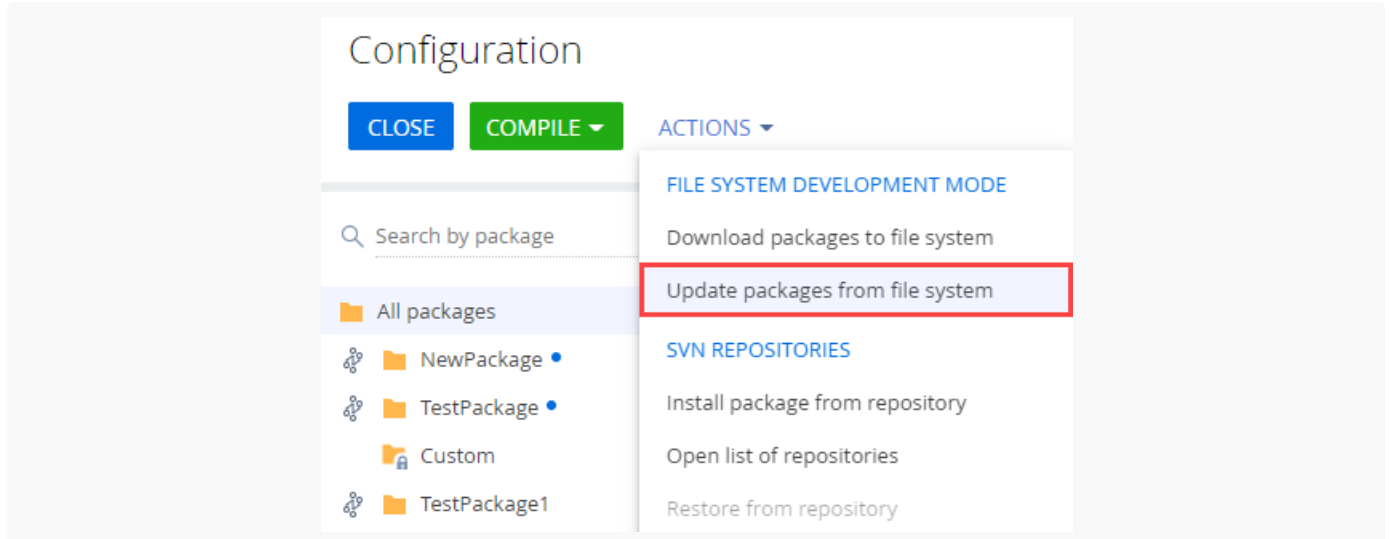 Configuration
CLOSE
COMPILE
ACTIONS
FILE SYSTEM DEVELOPMENT MODE
Search by package
Download packages to file system
Update packages from file system
All packages
NewPackage
SVN REPOSITORIES
TestPackage
Install package from repository
Custom
Open list of repositories
TestPackage1
Restore from repository